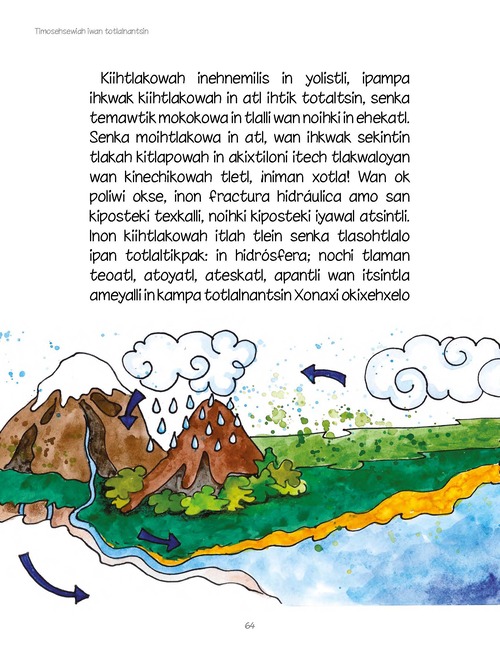 Timosehsewiah iwan totlalnantsin
Kiihtlakowah inehnemilis in yolistli, ipampa
ihkwak kiihtlakowah in atl ihtik totaltsin, senka
temawtik mokokowa in tlalli wan noihki in ehekatl.
Senka moihtlakowa in atl, wan ihkwak sekintin
tlakah kitlapowah in akixtiloni itech tlakwaloyan
wan kinechikowah tletl, ¡niman xotla! Wan ok
poliwi okse, inon fractura hidráulica amo san
kiposteki texkalli, noihki kiposteki iyawal atsintli.
Inon kiihtlakowah itlah tlein senka tlasohtlalo
ipan totlaltikpak: in hidrósfera; nochi tlaman
teoatl, atoyatl, ateskatl, apantli wan itsintla
ameyalli in kampa totlalnantsin Xonaxi okixehxelo
64